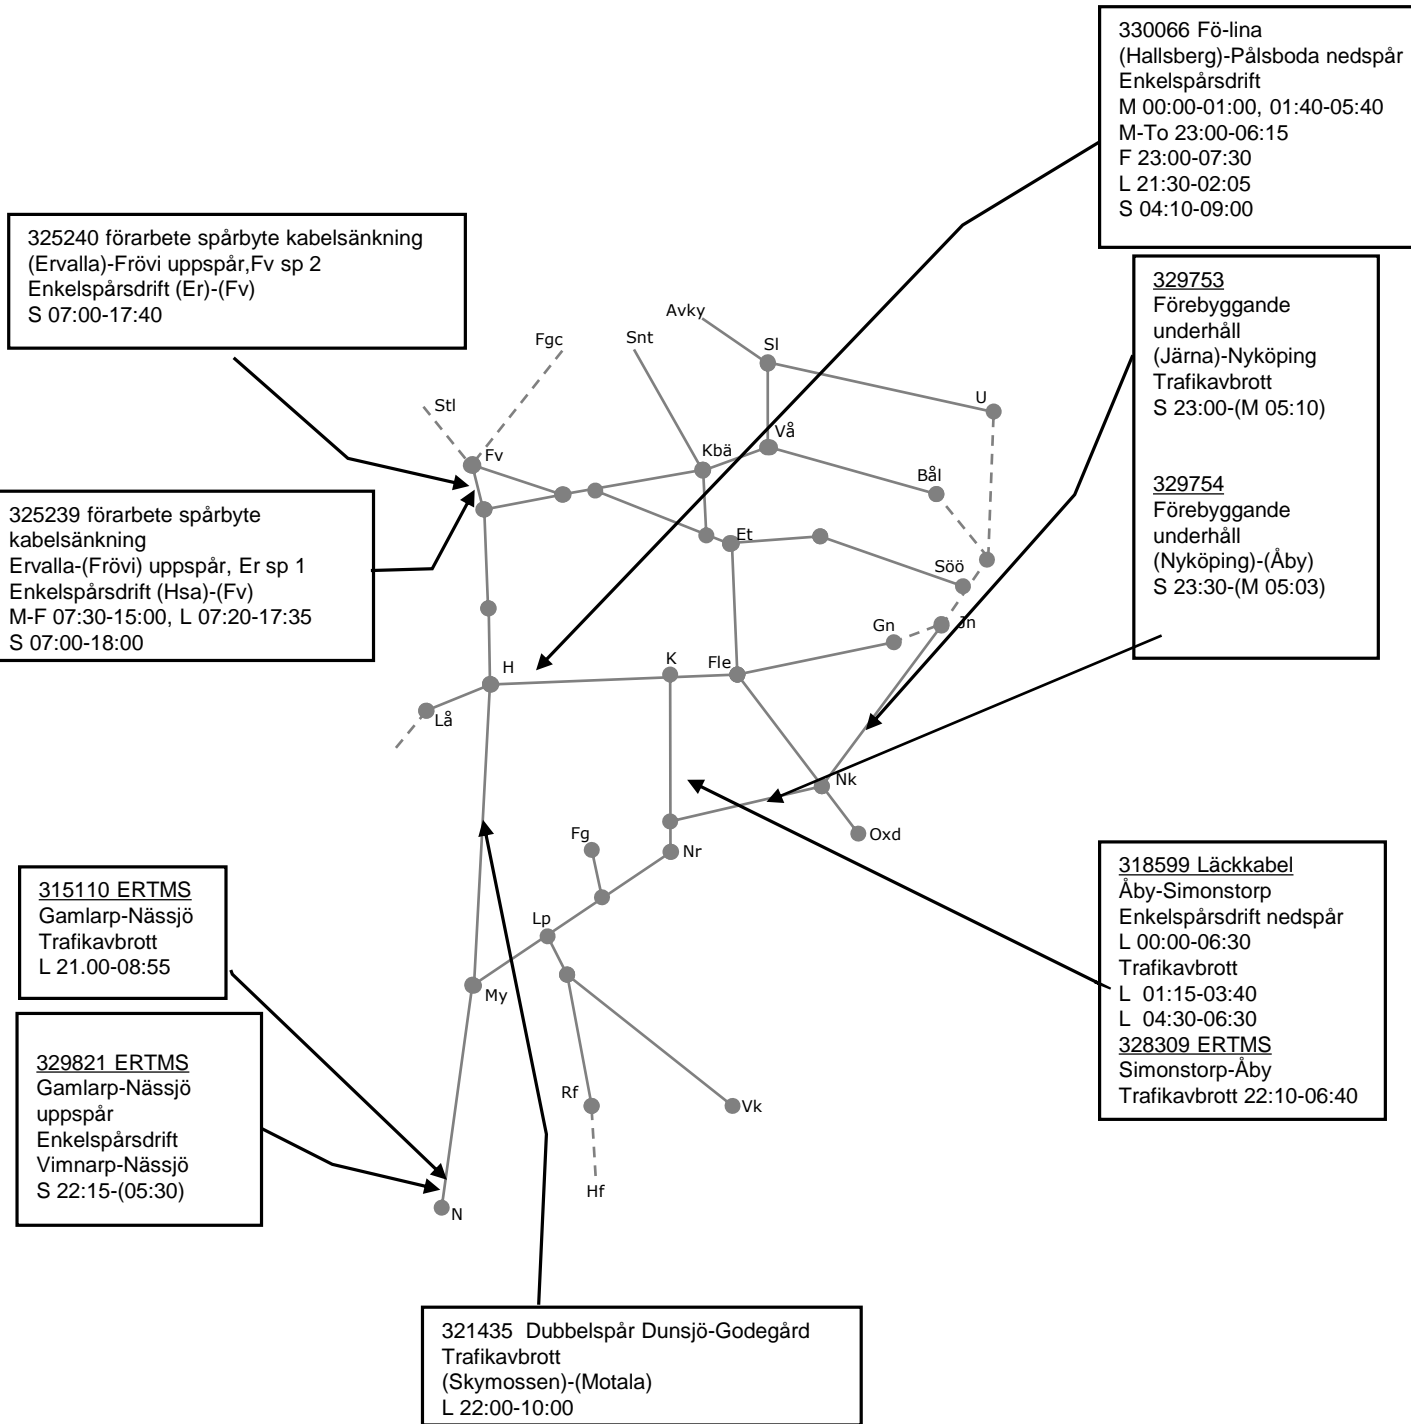 330066 Fö-lina
(Hallsberg)-Pålsboda nedspår
Enkelspårsdrift
M 00:00-01:00, 01:40-05:40
M-To 23:00-06:15
F 23:00-07:30
L 21:30-02:05
S 04:10-09:00
325240 förarbete spårbyte kabelsänkning
(Ervalla)-Frövi uppspår,Fv sp 2
Enkelspårsdrift (Er)-(Fv)
S 07:00-17:40
329753
Förebyggande
underhåll
(Järna)-Nyköping
Trafikavbrott
S 23:00-(M 05:10)
329754
Förebyggande
underhåll
(Nyköping)-(Åby)
S 23:30-(M 05:03)
325239 förarbete spårbyte
kabelsänkning
Ervalla-(Frövi) uppspår, Er sp 1
Enkelspårsdrift (Hsa)-(Fv)
M-F 07:30-15:00, L 07:20-17:35
S 07:00-18:00
Avky
Snt
Sl
Fgc
Stl
U
Vå
Kbä
Fv
Bål
Et
Söö
Jn
Gn
H
K
Fle
Lå
Nk
Oxd
Fg
Nr
Lp
My
Rf
Vk
Hf
N
315110 ERTMS
Gamlarp-Nässjö
Trafikavbrott
L 21.00-08:55
329821 ERTMS
Gamlarp-Nässjö
uppspår
Enkelspårsdrift
Vimnarp-Nässjö
S 22:15-(05:30)
318599 Läckkabel
Åby-Simonstorp
Enkelspårsdrift nedspår
L 00:00-06:30
Trafikavbrott
L  01:15-03:40
L  04:30-06:30
328309 ERTMS
Simonstorp-Åby
Trafikavbrott 22:10-06:40
321435  Dubbelspår Dunsjö-Godegård
Trafikavbrott
(Skymossen)-(Motala)
L 22:00-10:00